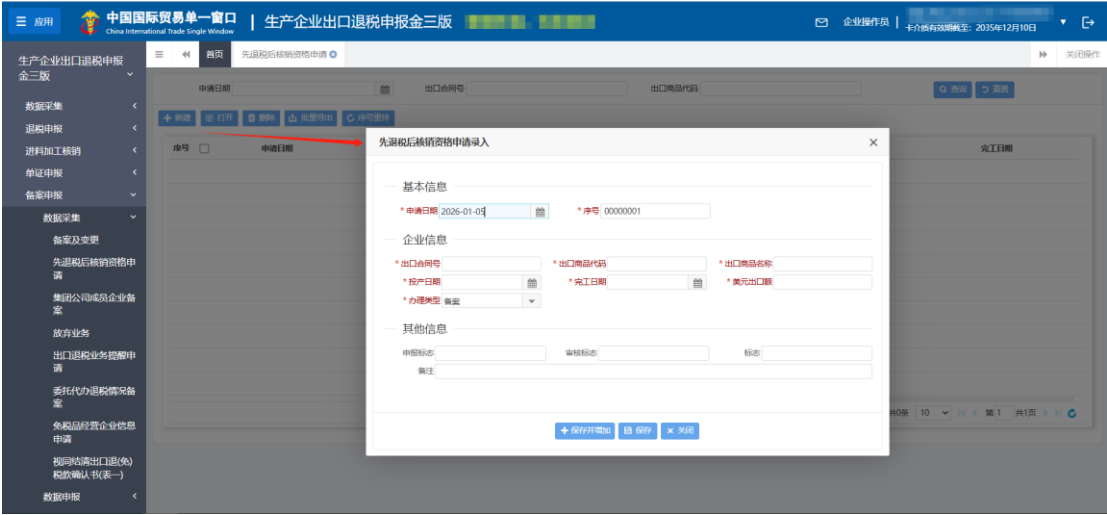 应用 中国国际贸易单一窗口 China International Trade Single Window | 生产企业出口退税申报金三版 企业操作员 | 卡介质有效期截至：2035年12月10日
生产企业出口退税申报金三版
首页 先退税后核销资格申请 关闭操作
申请日期 出口合同号 出口商品代码 查询 重置
数据采集
退税申报
进料加工核销
单证申报
备案申报
数据采集
备案及变更
先退税后核销资格申请
集团公司成员企业备案
放弃业务
出口退税业务提醒申请
委托代办退税情况备案
免税品经营企业信息申请
视同结清出口退(免)税款确认书(表一)
数据申报
新建 打开 删除 批量导出 序号重排
序号 申请日期 完工日期
先退税后核销资格申请录入
基本信息
* 申请日期 2026-01-05 * 序号 00000001
企业信息
* 出口合同号 * 出口商品代码 * 出口商品名称
* 投产日期 * 完工日期 * 美元出口额
* 办理类型 备案
其他信息
申报标志 审核标志 标志
备注
保存并增加 保存 关闭
共0条 10 第 1 共1页